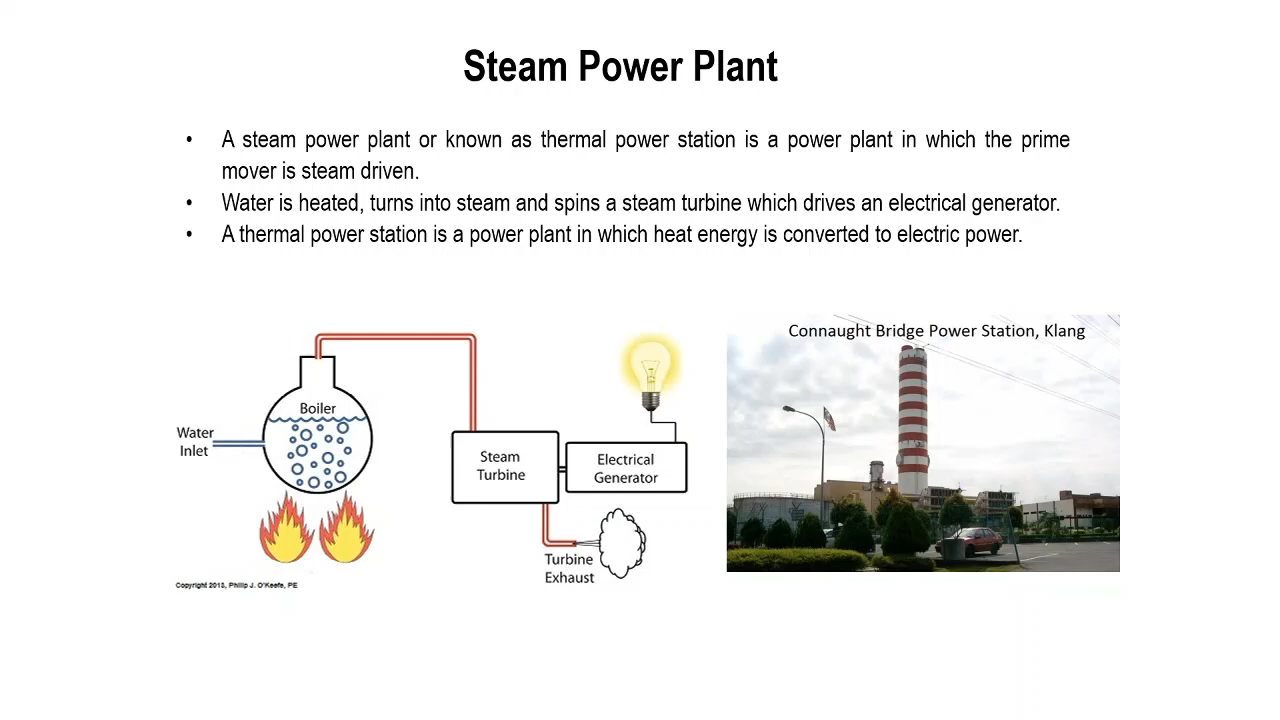 Steam Power Plant
• A steam power plant or known as thermal power station is a power plant in which the prime
mover is steam driven.
• Water is heated, turns into steam and spins a steam turbine which drives an electrical generator.
• A thermal power station is a power plant in which heat energy is converted to electric power.
Boiler
Water
Inlet
Steam
Turbine
Electrical
Generator
Turbine
Exhaust
Copyright 2013, Philip J. O'Keefe, PE
Connaught Bridge Power Station, Klang